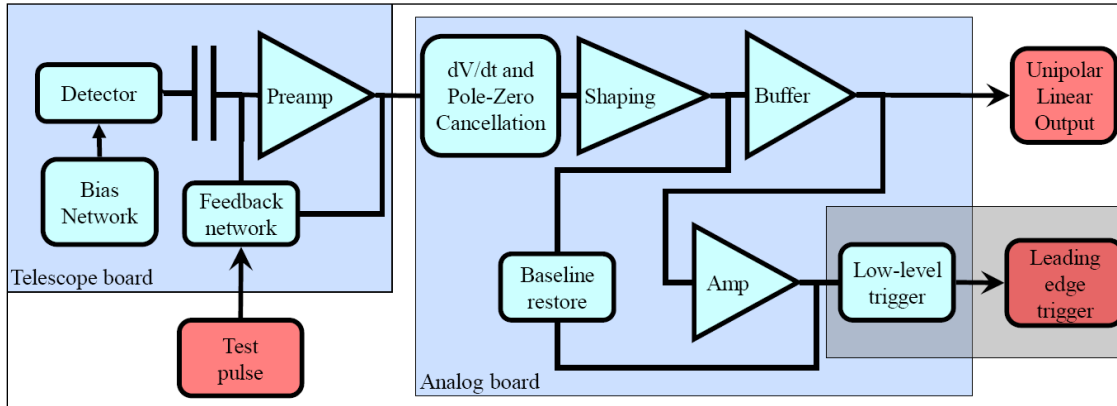 Detector
Bias
Network
Preamp
Feedback
network
Telescope board
Test
pulse
dV/dt and
Pole-Zero
Cancellation
Shaping
Buffer
Unipolar
Linear
Output
Baseline
restore
Amp
Low-level
trigger
Leading
edge
trigger
Analog board